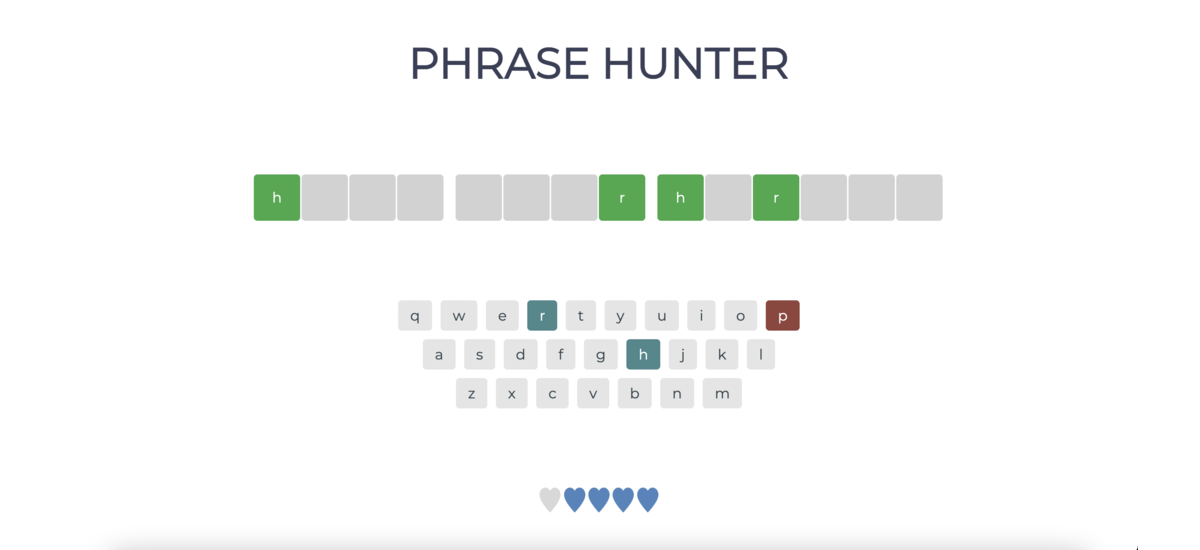 PHRASE HUNTER
h r h r
q w e r t y u i o p
a s d f g h j k l
z x c v b n m